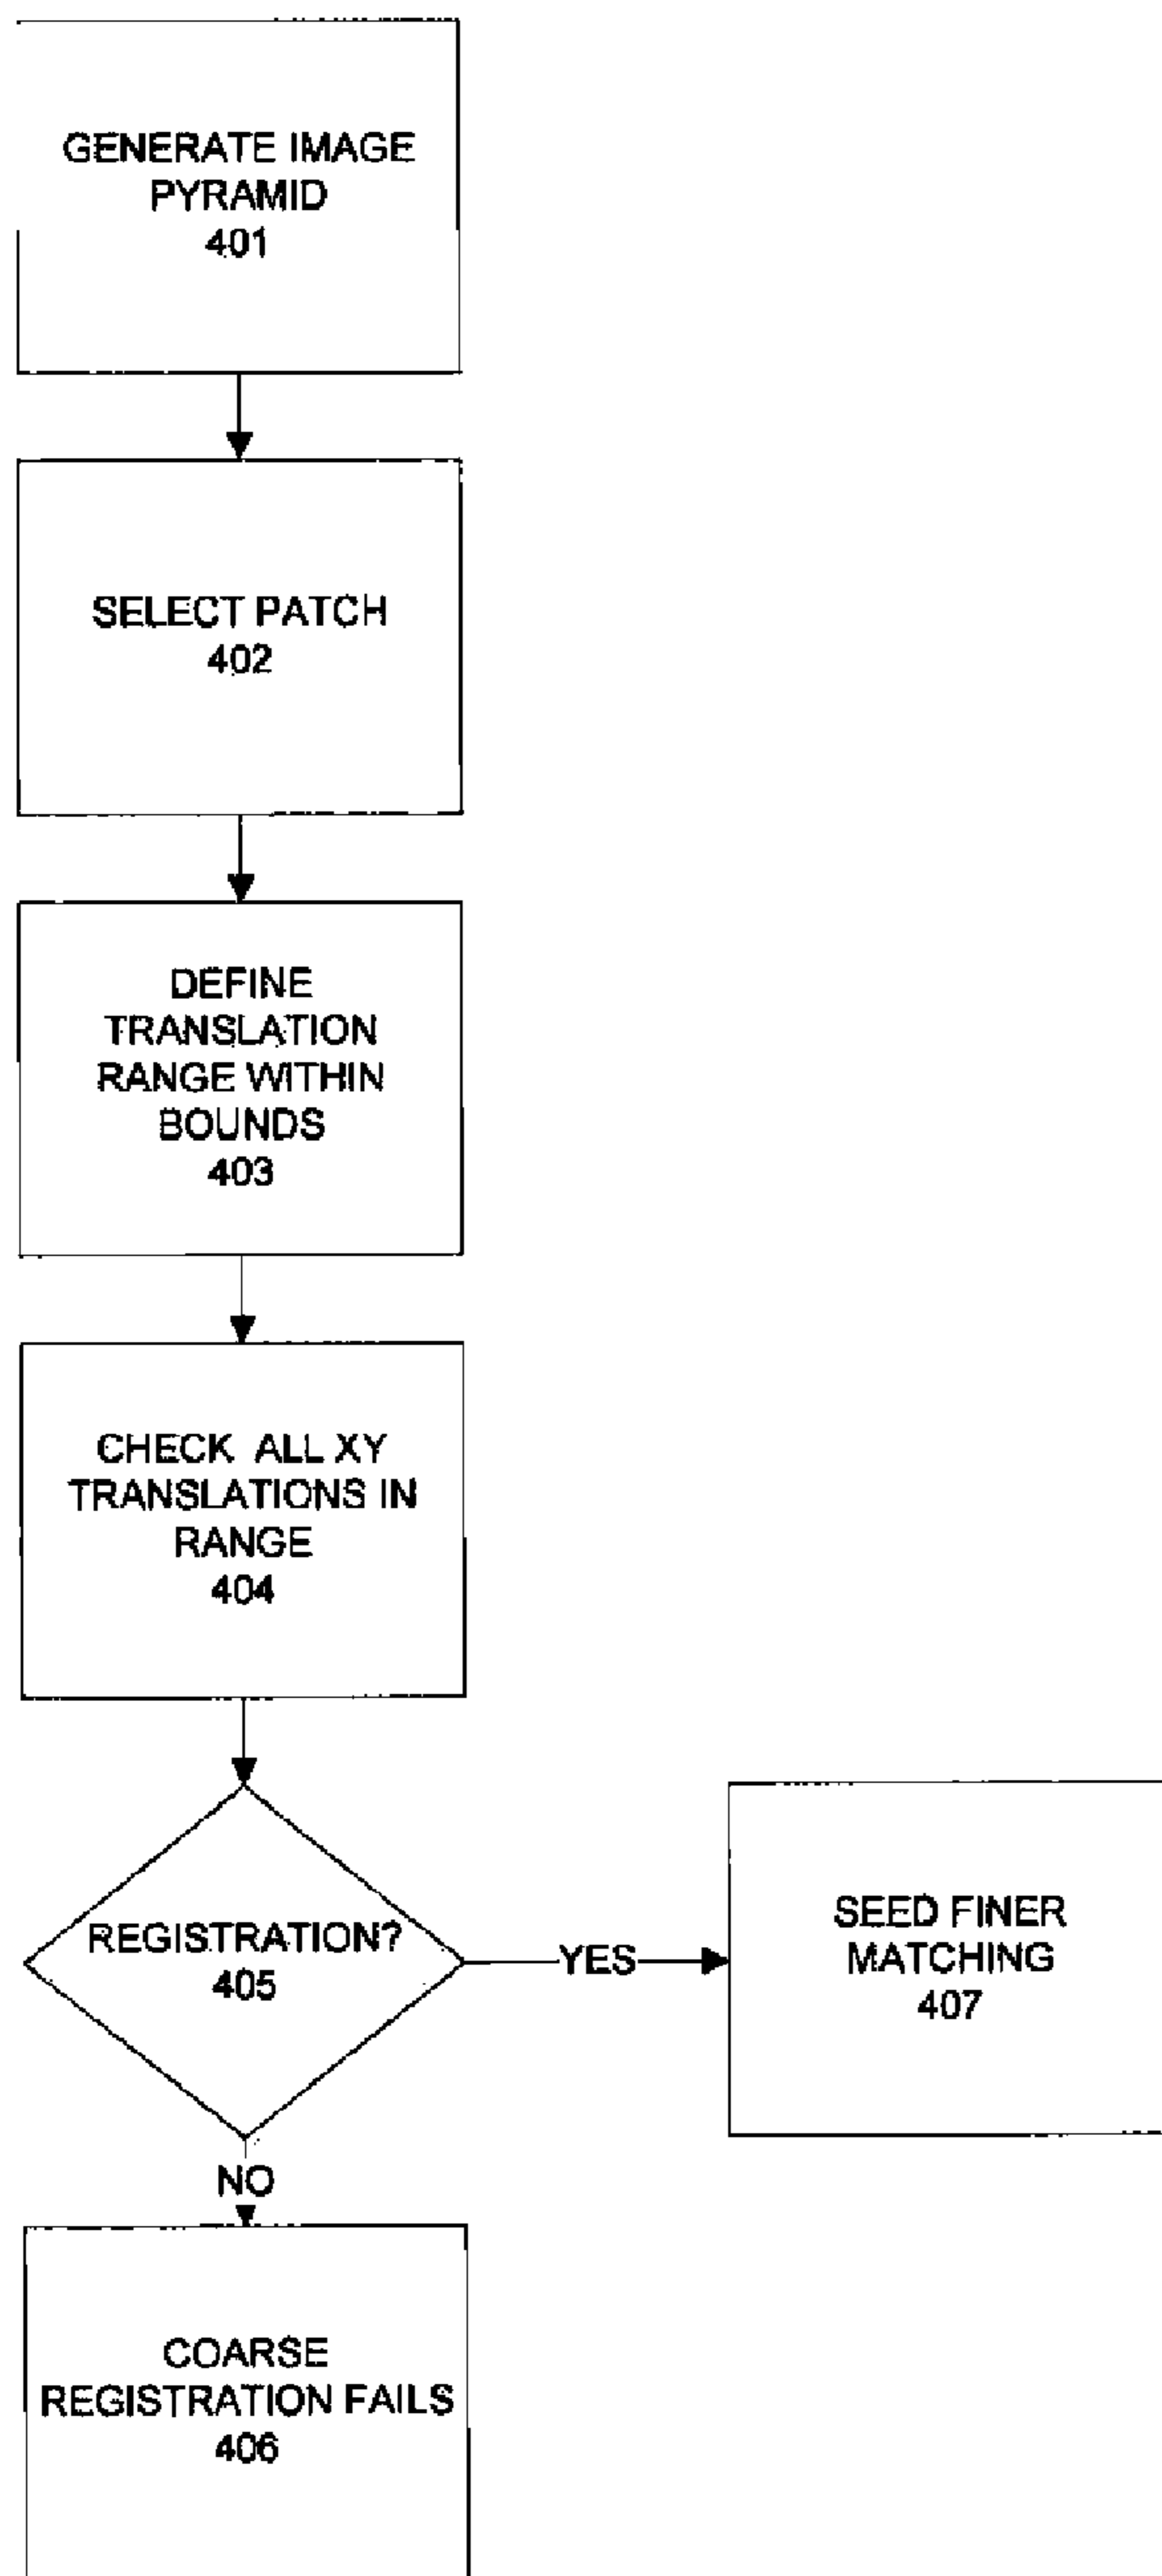 GENERATE IMAGE
PYRAMID
401
SELECT PATCH
402
DEFINE
TRANSLATION
RANGE WITHIN
BOUNDS
403
CHECK ALL XY
TRANSLATIONS IN
RANGE
404
REGISTRATION?
405
YES
SEED FINER
MATCHING
407
NO
COARSE
REGISTRATION FAILS
406